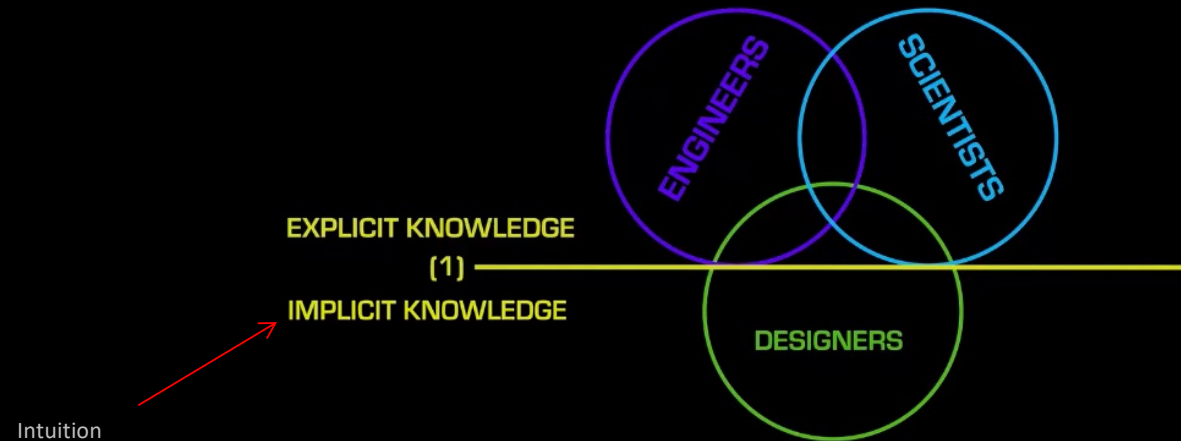 ENGINEERS
SCIENTISTS
EXPLICIT KNOWLEDGE
(1)
IMPLICIT KNOWLEDGE
DESIGNERS
Intuition